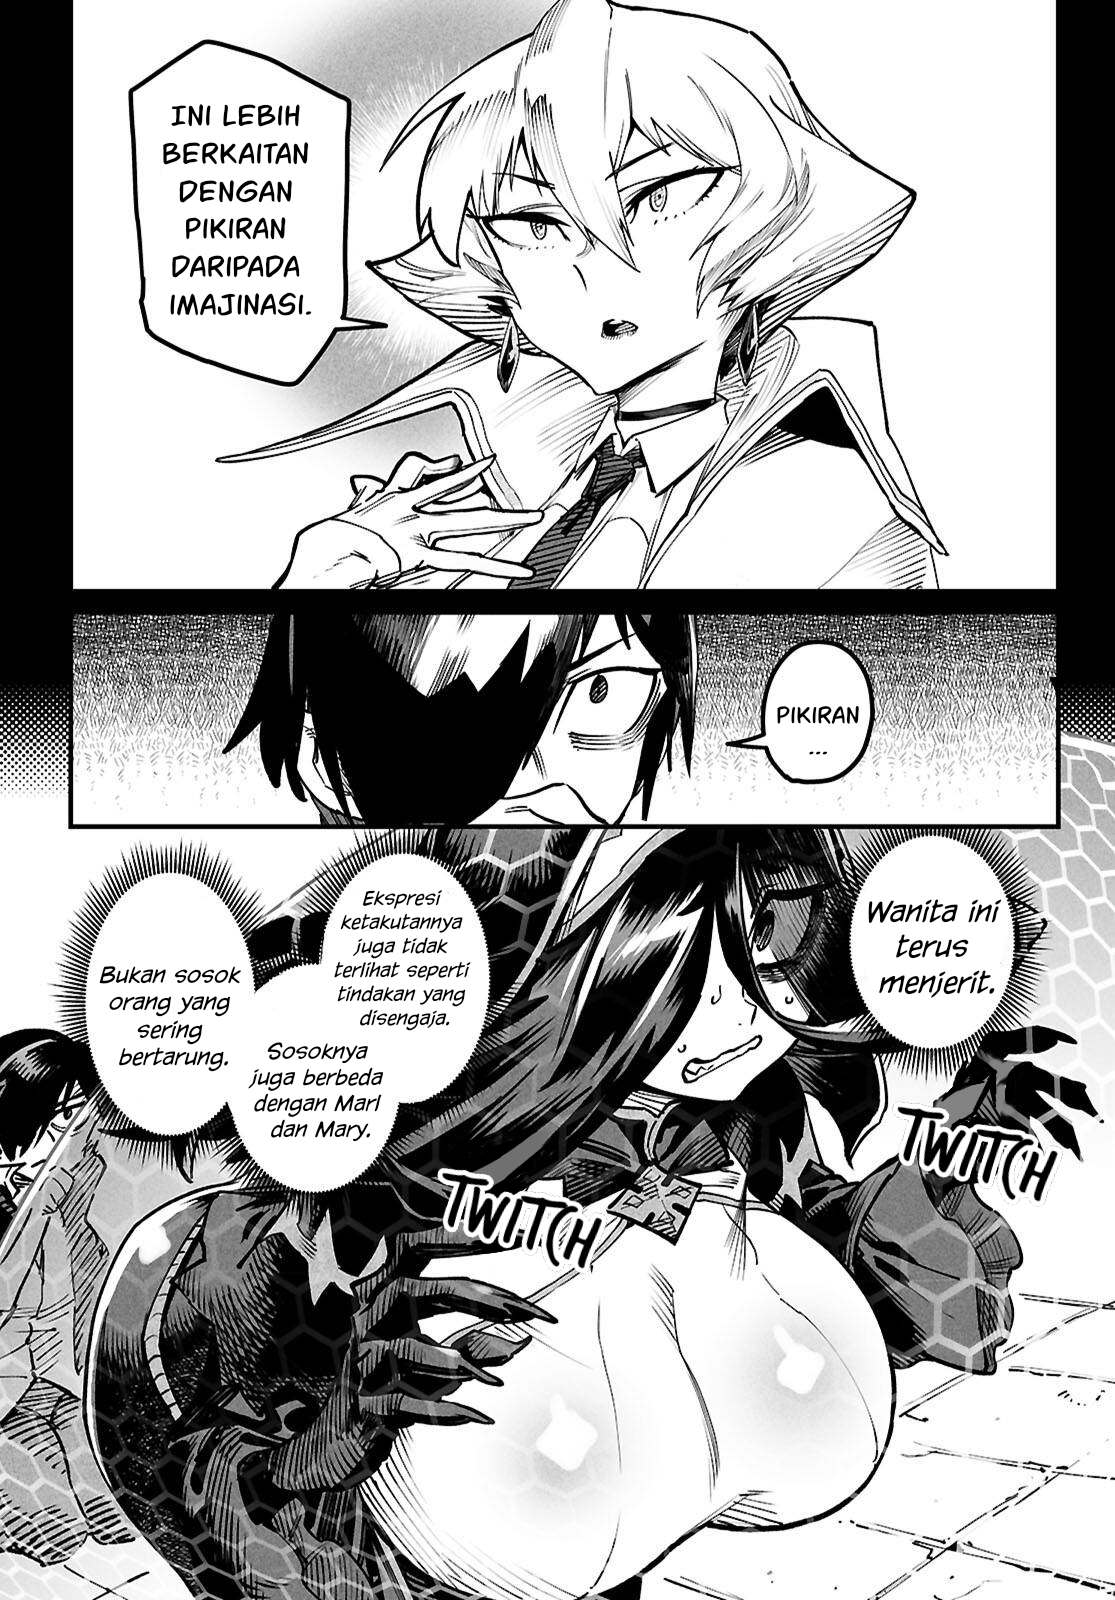 INI LEBIH
BERKAITAN
DENGAN
PIKIRAN
DARIPADA
IMAJINASI.
PIKIRAN
...
Wanita ini
terus
menjerit.
Ekspresi
ketakutannya
juga tidak
terlihat seperti
tindakan yang
disengaja.
Sosoknya
juga berbeda
dengan Marl
dan Mary.
Bukan sosok
orang yang
sering
bertarung.
TWITCH
TWITCH